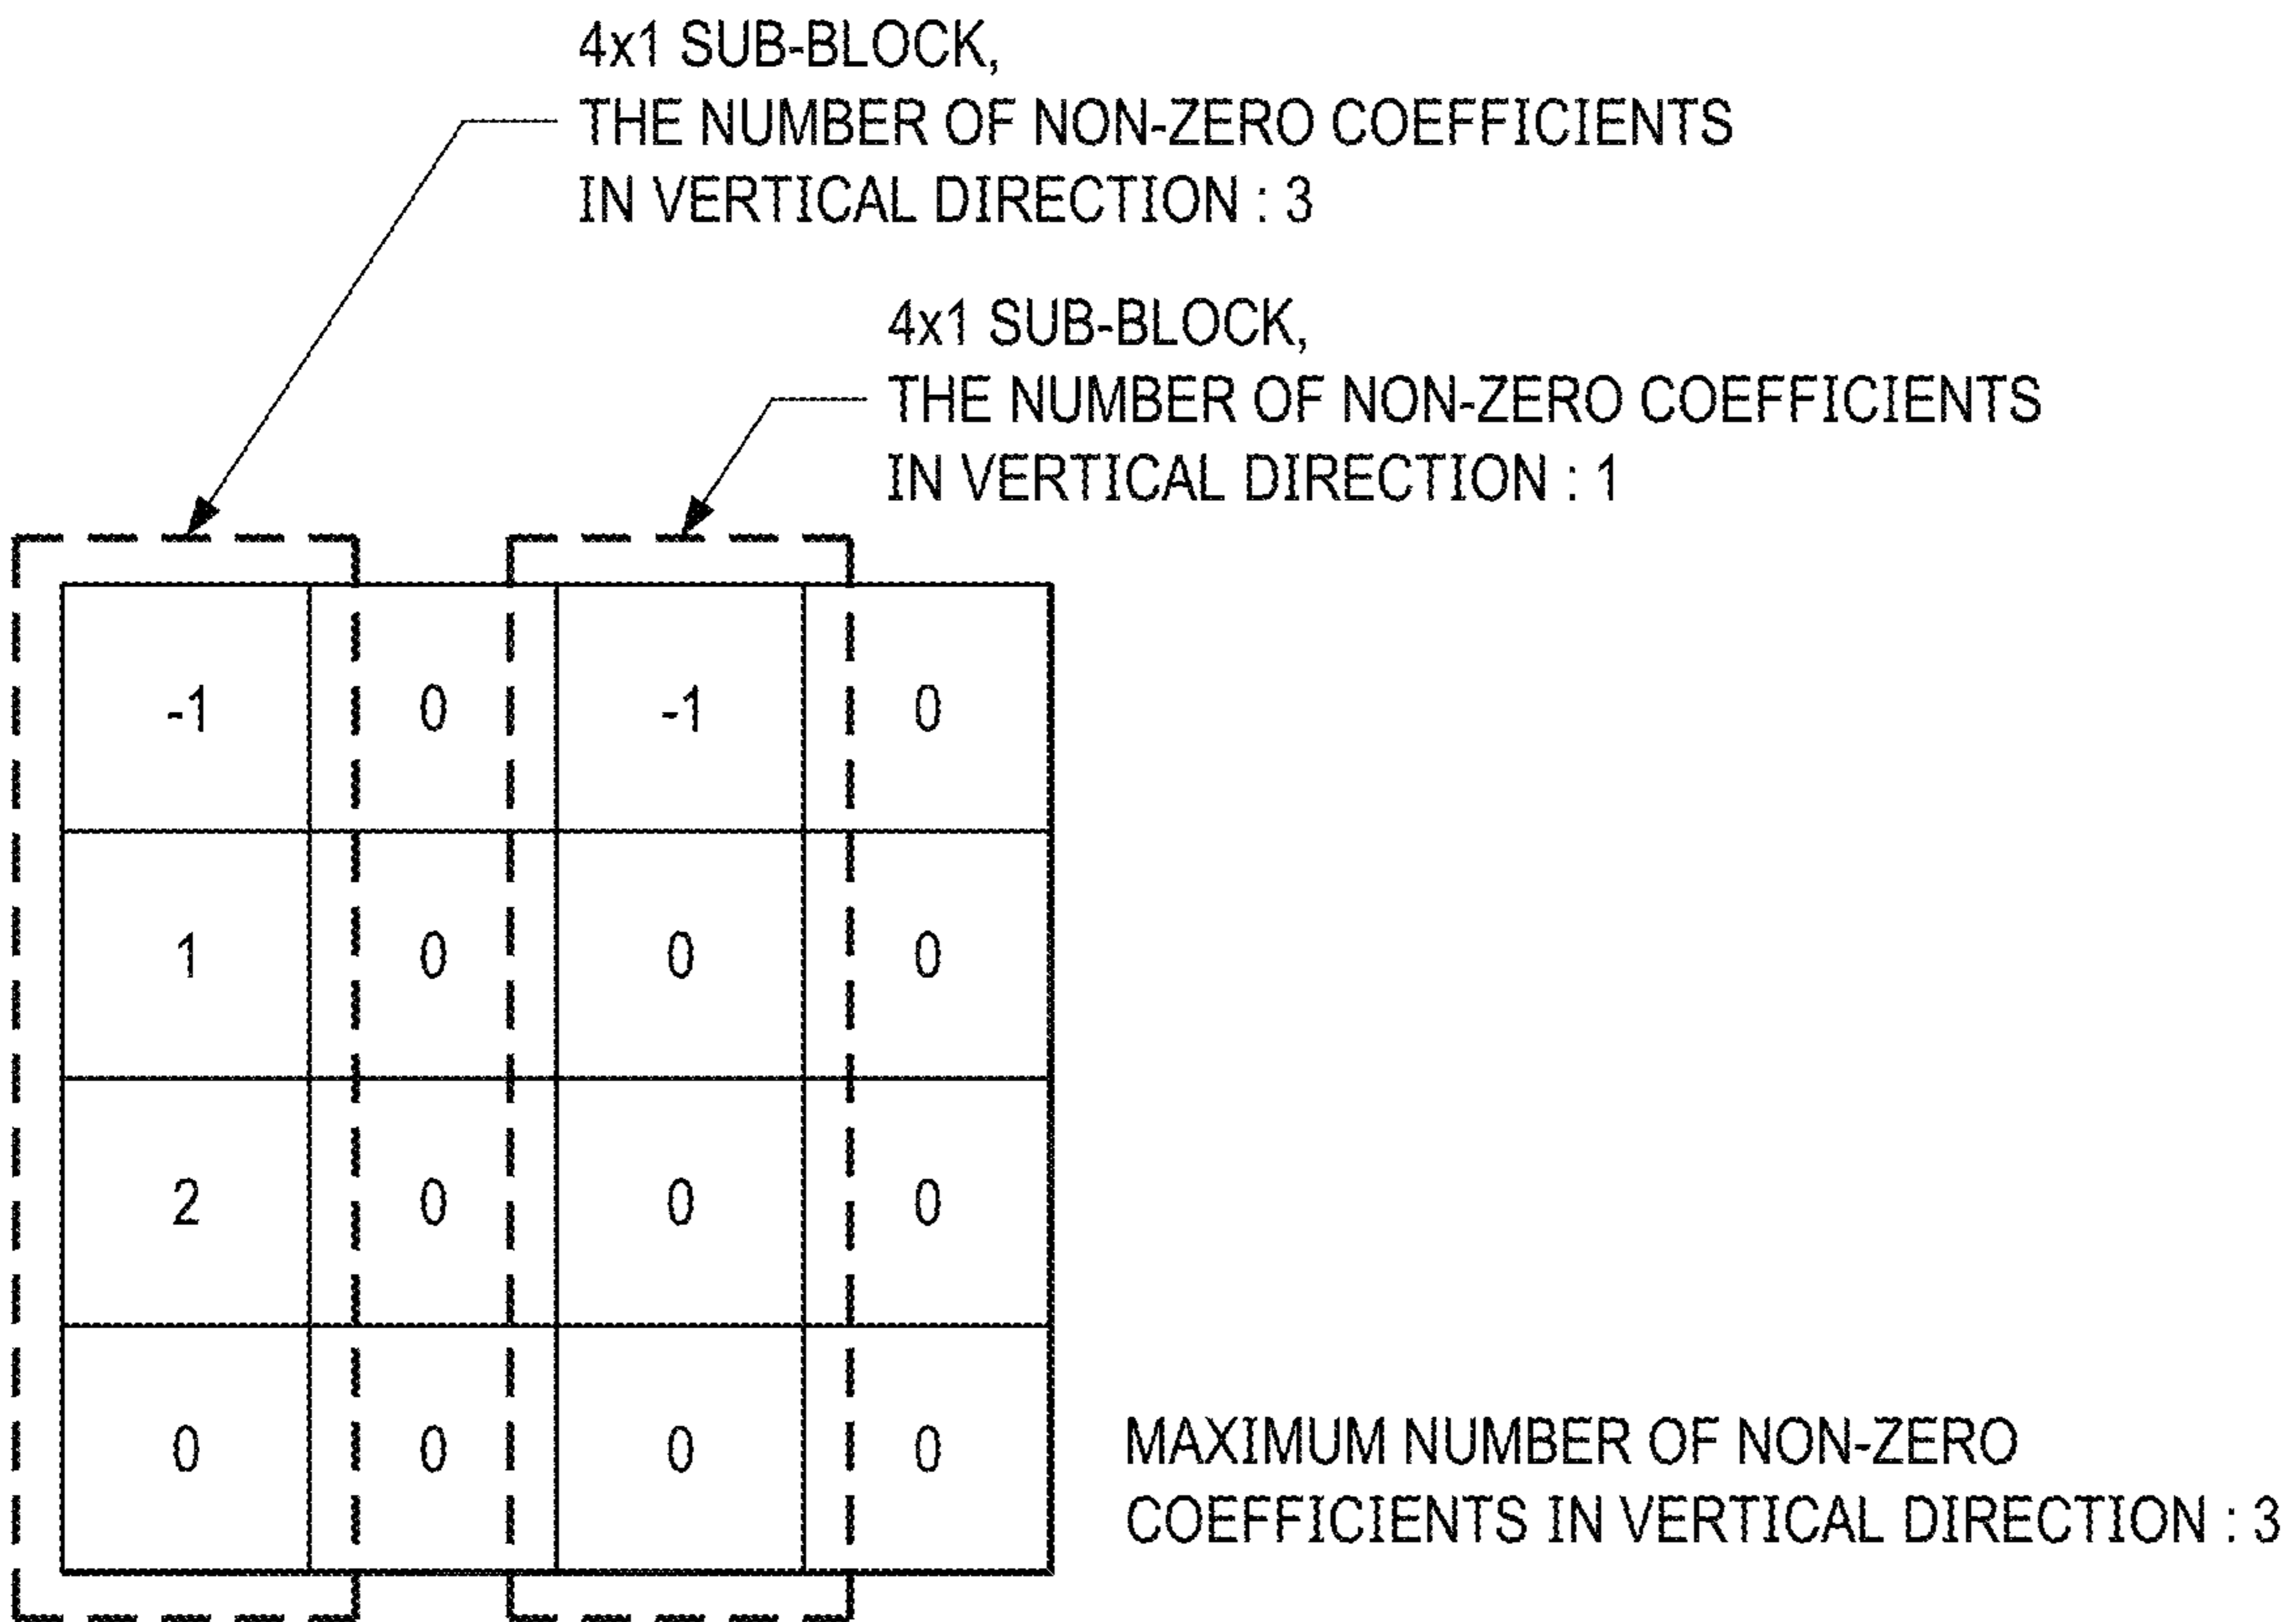 4x1 SUB-BLOCK,
THE NUMBER OF NON-ZERO COEFFICIENTS
IN VERTICAL DIRECTION : 3
4x1 SUB-BLOCK,
THE NUMBER OF NON-ZERO COEFFICIENTS
IN VERTICAL DIRECTION : 1
-1 0 -1 0
1 0 0 0
2 0 0 0
0 0 0 0
MAXIMUM NUMBER OF NON-ZERO
COEFFICIENTS IN VERTICAL DIRECTION : 3